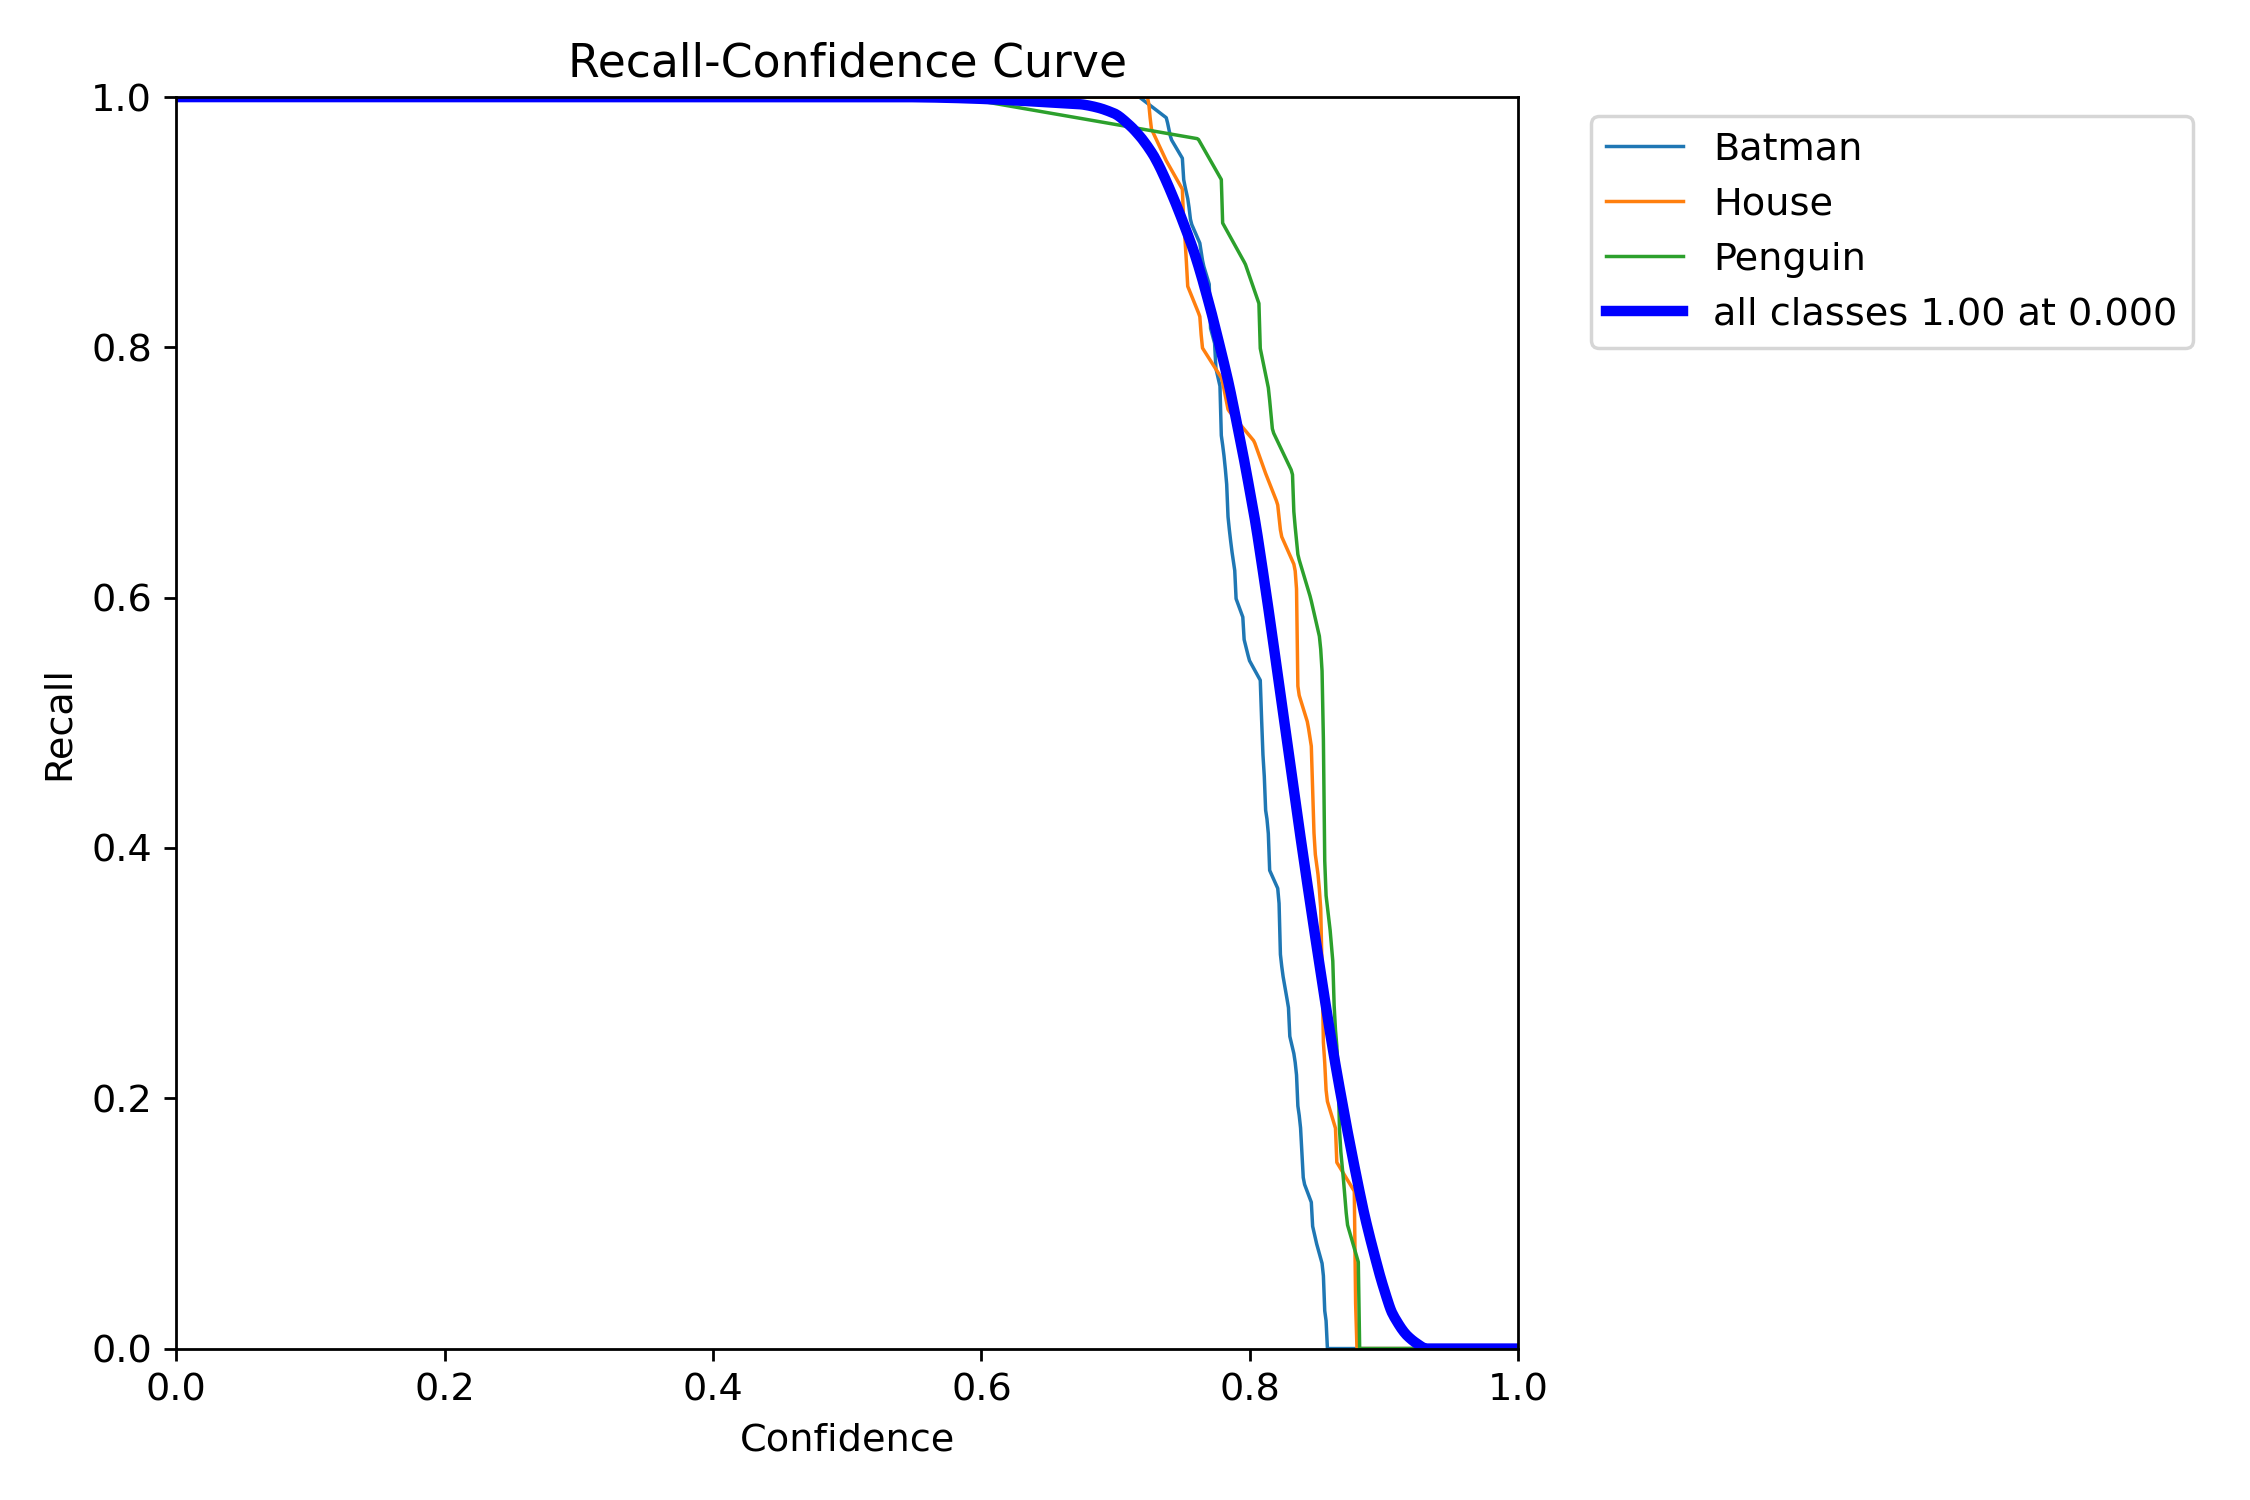 Recall-Confidence Curve
1.0
0.8
0.6
0.4
0.2
0.0
Recall
0.0 0.2 0.4 0.6 0.8 1.0
Confidence
Batman
House
Penguin
all classes 1.00 at 0.000